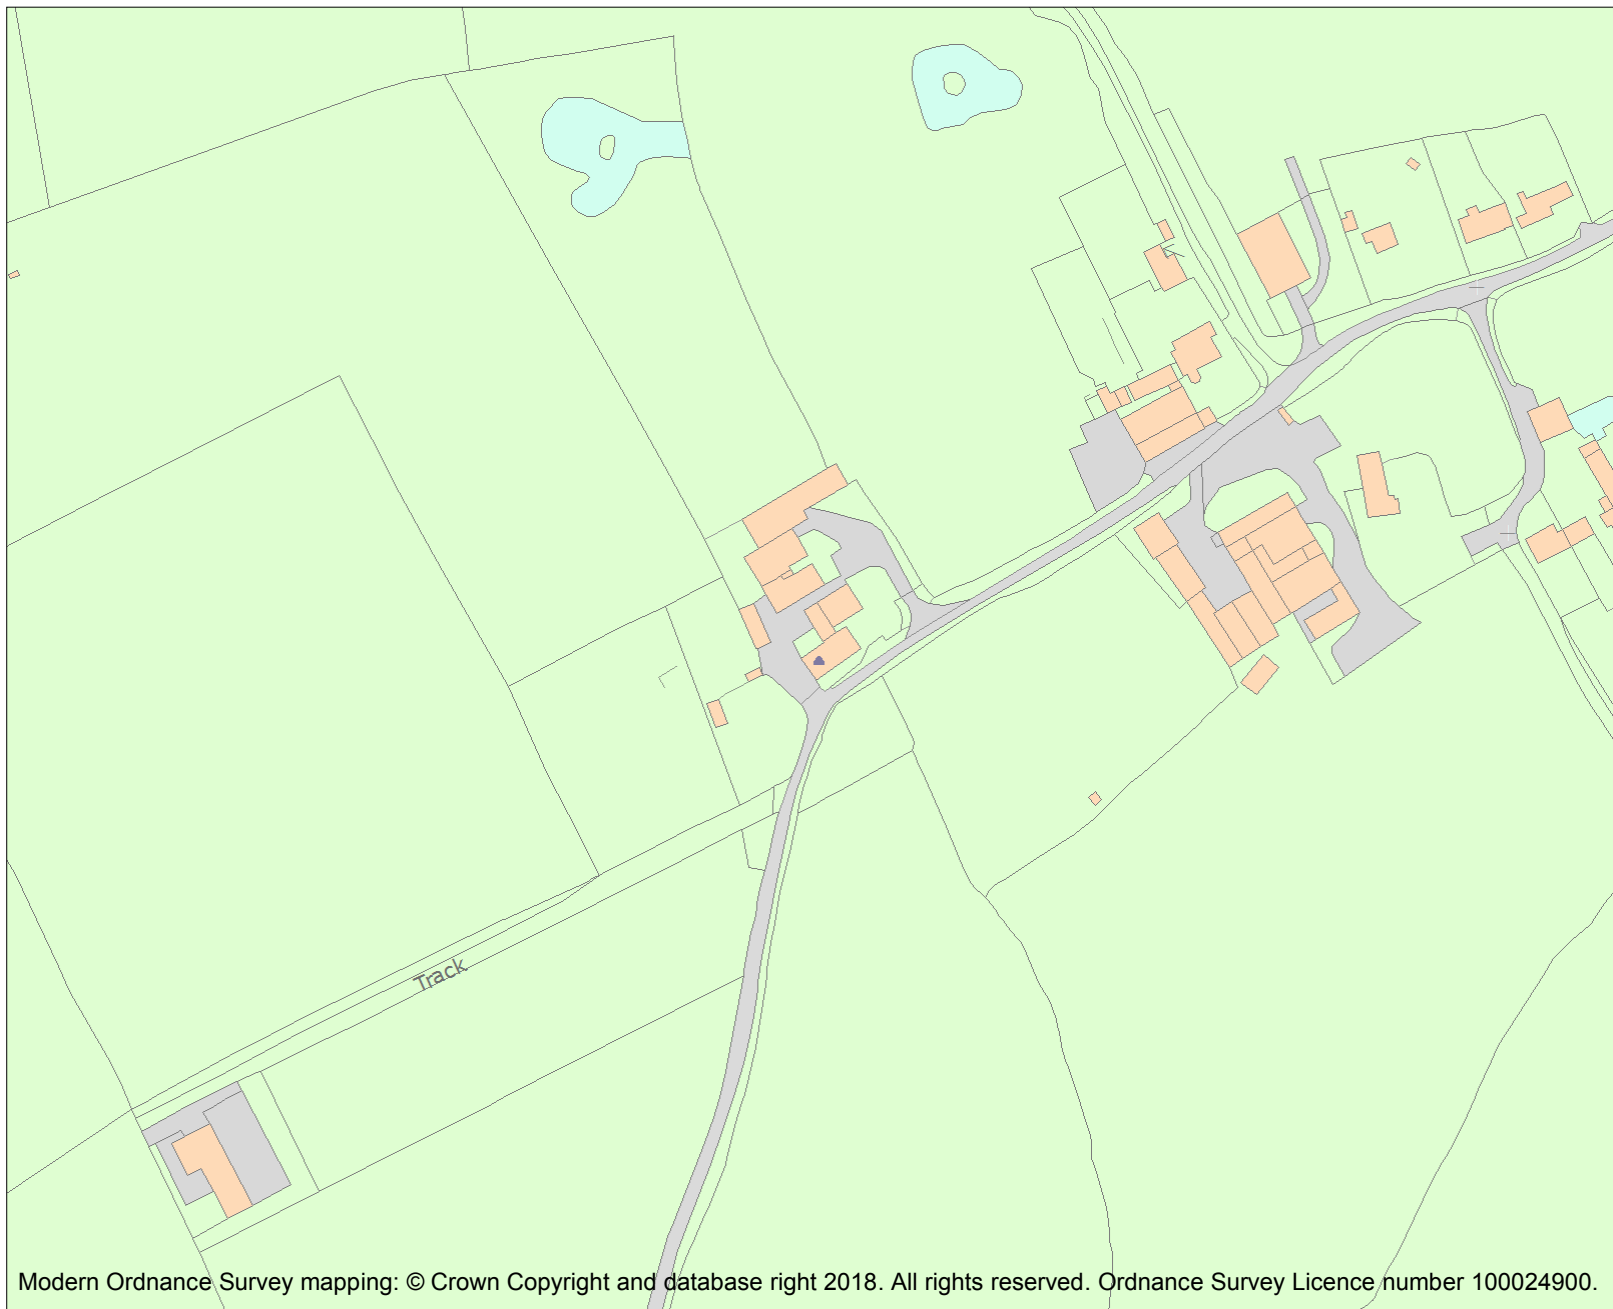 Track
Modern Ordnance Survey mapping: © Crown Copyright and database right 2018. All rights reserved. Ordnance Survey Licence number 100024900.